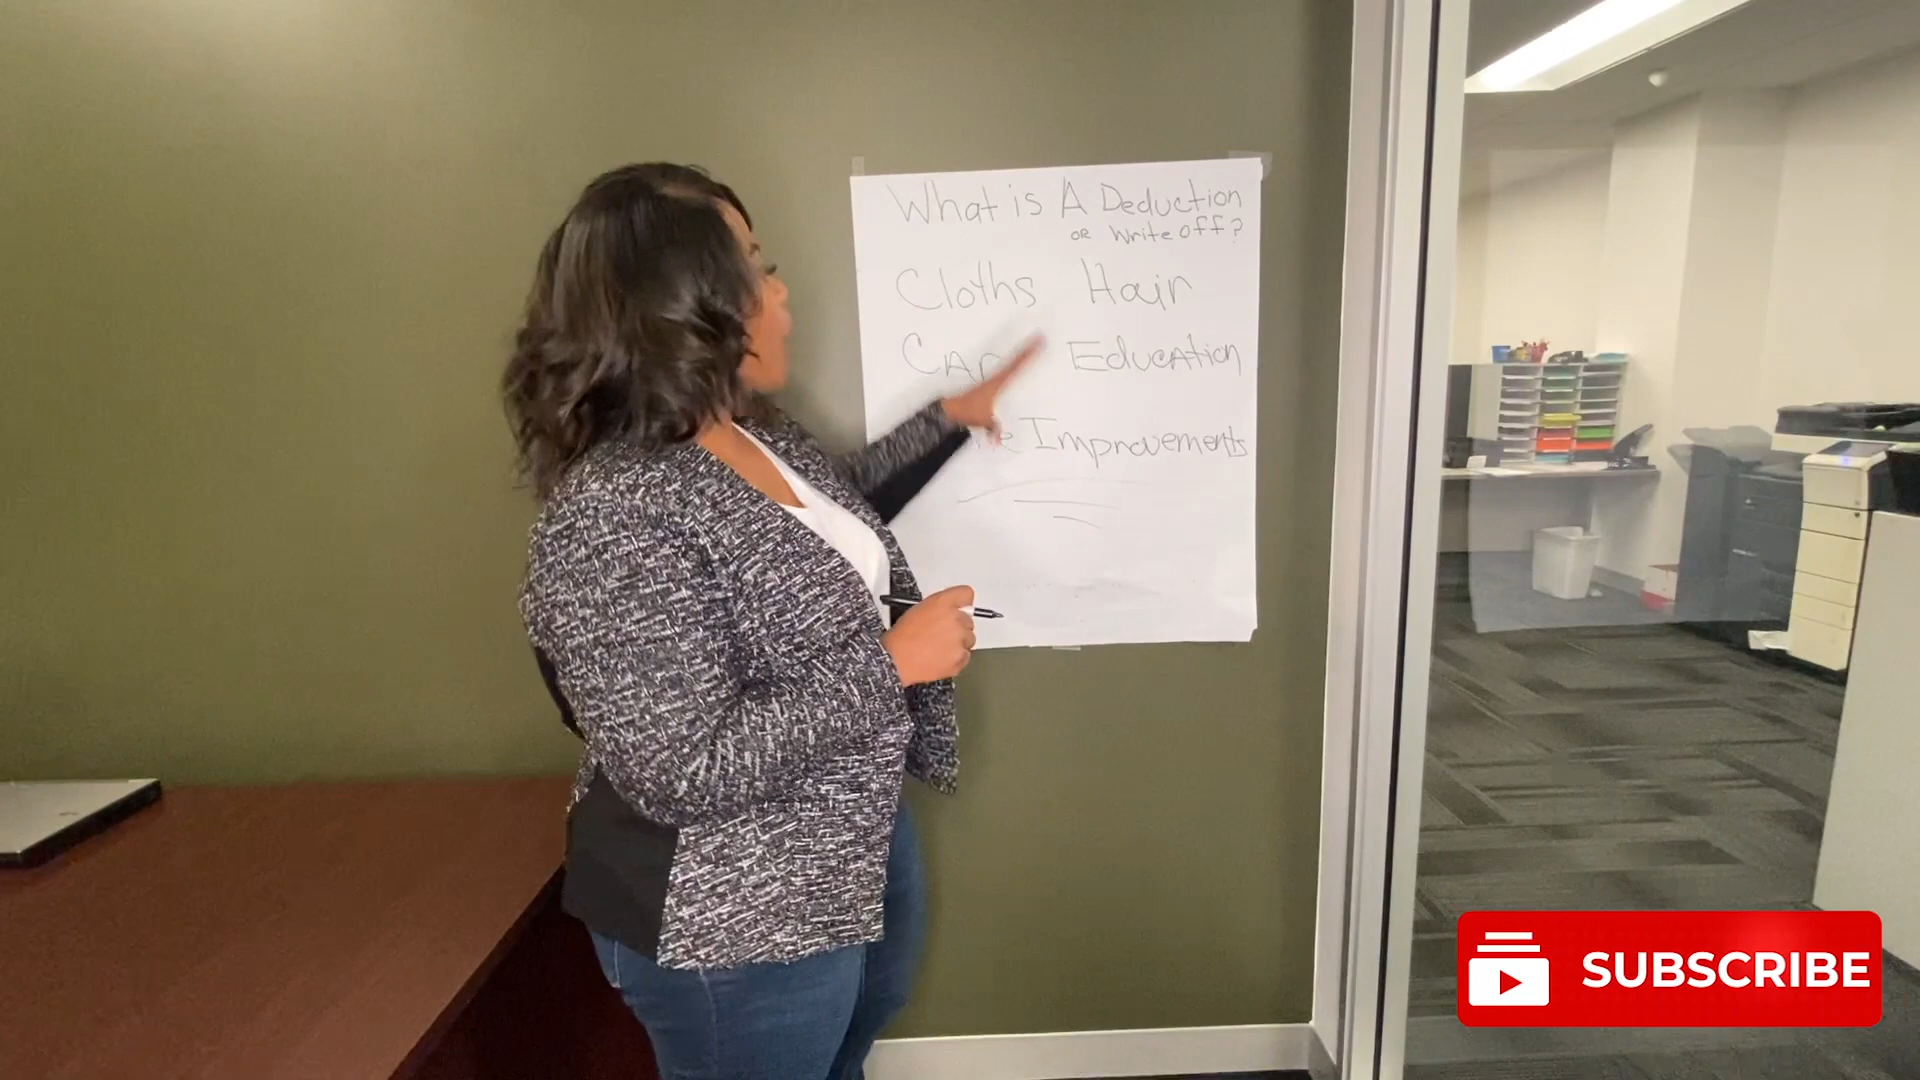 What is A Deduction
OR Write off?
Cloths Hair
Education
Improvements
SUBSCRIBE